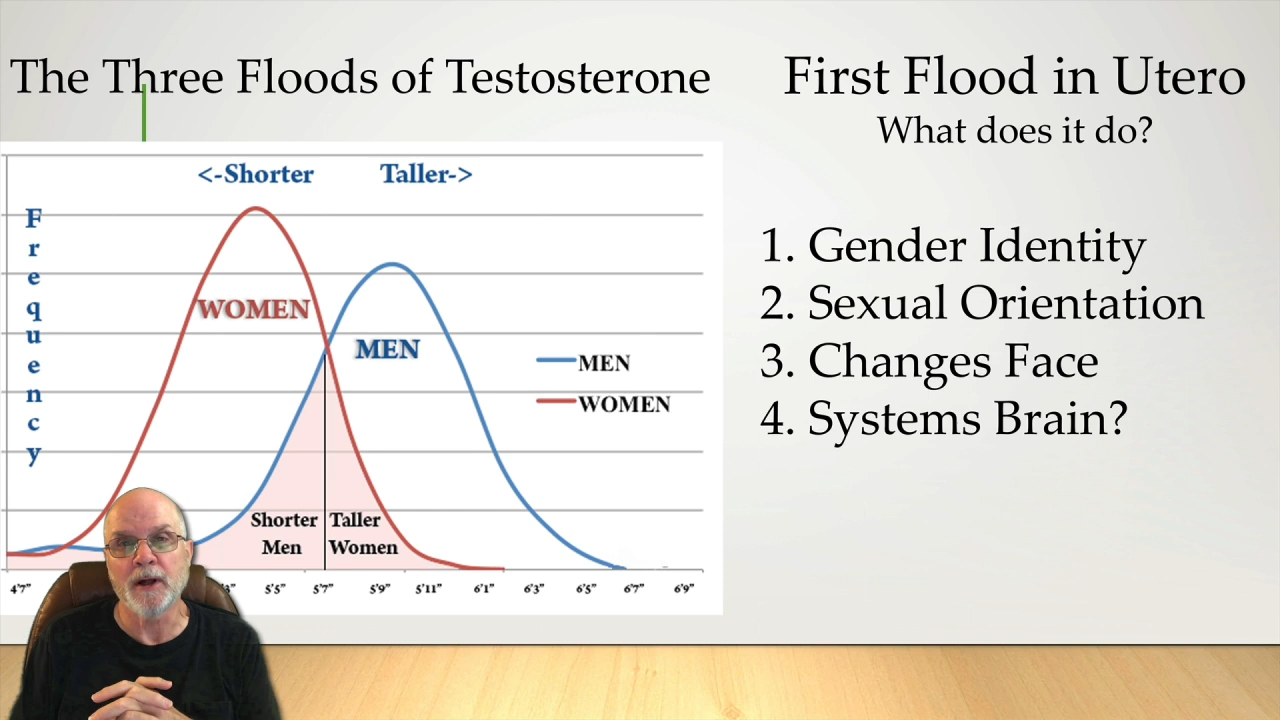 The Three Floods of Testosterone
First Flood in Utero
What does it do?
<-Shorter
Taller->
Frequency
WOMEN
MEN
MEN
WOMEN
Shorter Men
Taller Women
4'7" 5'5" 5'7" 5'9" 5'11" 6'1" 6'3" 6'5" 6'7" 6'9"
1. Gender Identity
2. Sexual Orientation
3. Changes Face
4. Systems Brain?